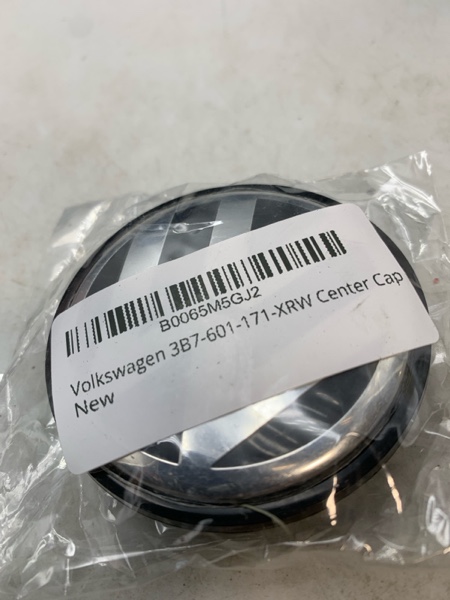 B0065M5GJ2
Volkswagen 3B7-601-171-XRW Center Cap
New